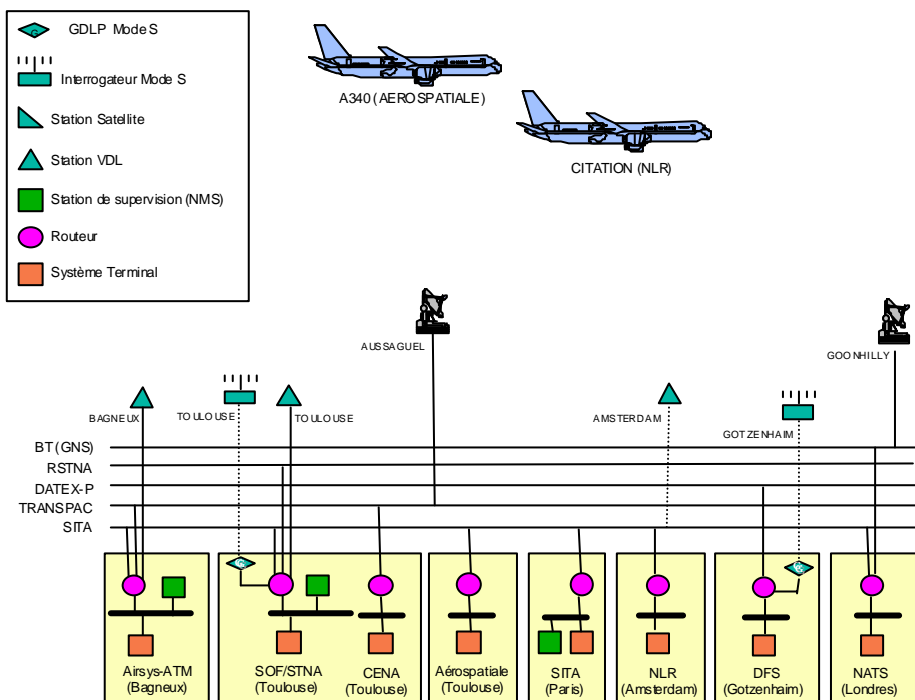 GDLP Mode S
Interrogateur Mode S
Station Satellite
Station VDL
Station de supervision (NMS)
Routeur
Système Terminal
A340 (AEROSPATIALE)
CITATION (NLR)
AUSSAGUEL
GOONHILLY
BAGNEUX
TOULOUSE
TOULOUSE
AMSTERDAM
GOTZENHAIM
BT (GNS)
RSTNA
DATEX-P
TRANSPAC
SITA
Airsys-ATM
(Bagneux)
SOF/STNA
(Toulouse)
CENA
(Toulouse)
Aérospatiale
(Toulouse)
SITA
(Paris)
NLR
(Amsterdam)
DFS
(Gotzenhaim)
NATS
(Londres)